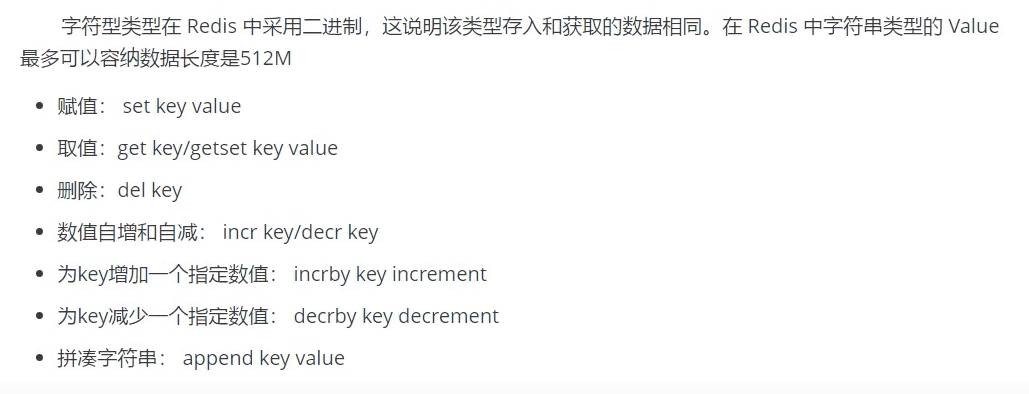 字符型类型在 Redis 中采用二进制，这说明该类型存入和获取的数据相同。在 Redis 中字符串类型的 Value
最多可以容纳数据长度是512M
赋值： set key value
取值：get key/getset key value
删除：del key
数值自增和自减： incr key/decr key
为key增加一个指定数值： incrby key increment
为key减少一个指定数值： decrby key decrement
拼凑字符串： append key value